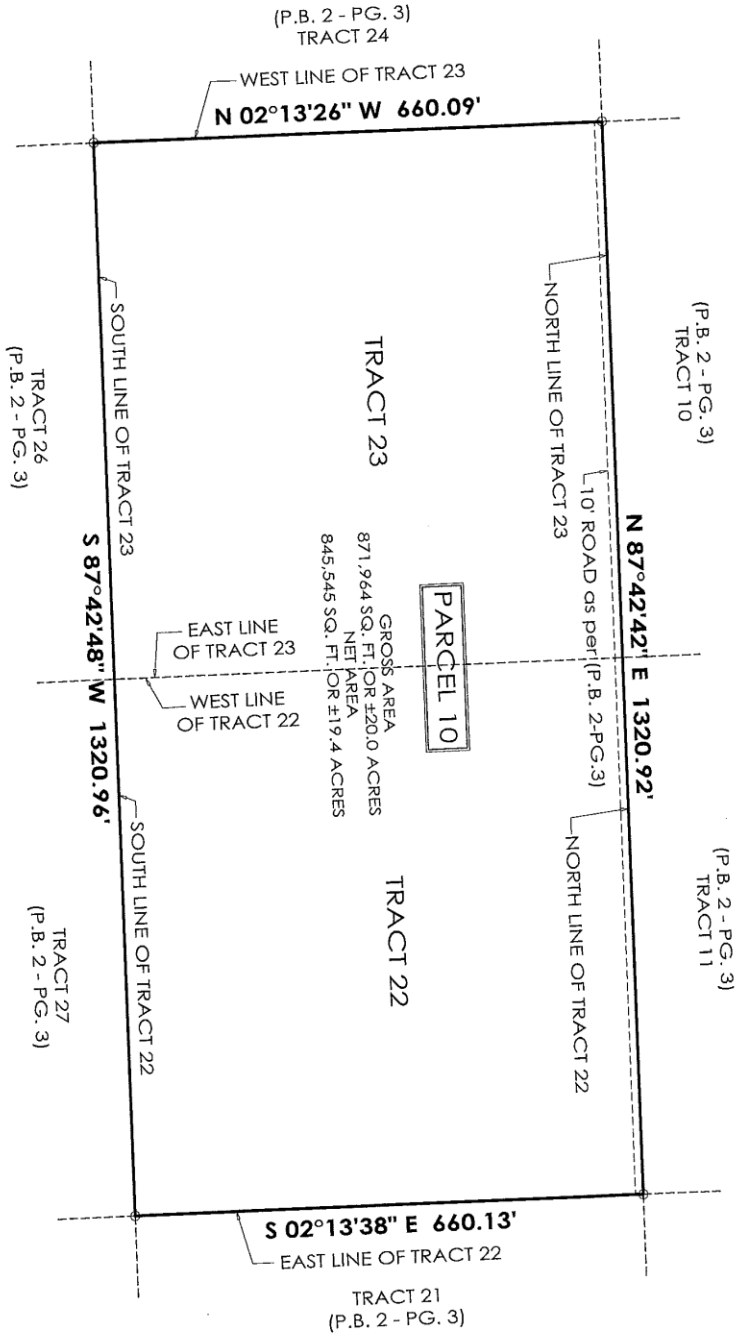 (P.B. 2 - PG. 3)
TRACT 24
WEST LINE OF TRACT 23
N 02°13'26" W 660.09'
(P.B. 2 - PG. 3)
TRACT 10
NORTH LINE OF TRACT 23
10' ROAD as per (P.B. 2-PG.3)
N 87°42'42" E 1320.92'
(P.B. 2 - PG. 3)
TRACT 11
NORTH LINE OF TRACT 22
TRACT 23
PARCEL 10
GROSS AREA
871,964 SQ. FT. OR ±20.0 ACRES
NET AREA
845,545 SQ. FT. OR ±19.4 ACRES
TRACT 22
EAST LINE
OF TRACT 23
WEST LINE
OF TRACT 22
SOUTH LINE OF TRACT 23
TRACT 26
(P.B. 2 - PG. 3)
S 87°42'48" W 1320.96'
SOUTH LINE OF TRACT 22
TRACT 27
(P.B. 2 - PG. 3)
S 02°13'38" E 660.13'
EAST LINE OF TRACT 22
TRACT 21
(P.B. 2 - PG. 3)